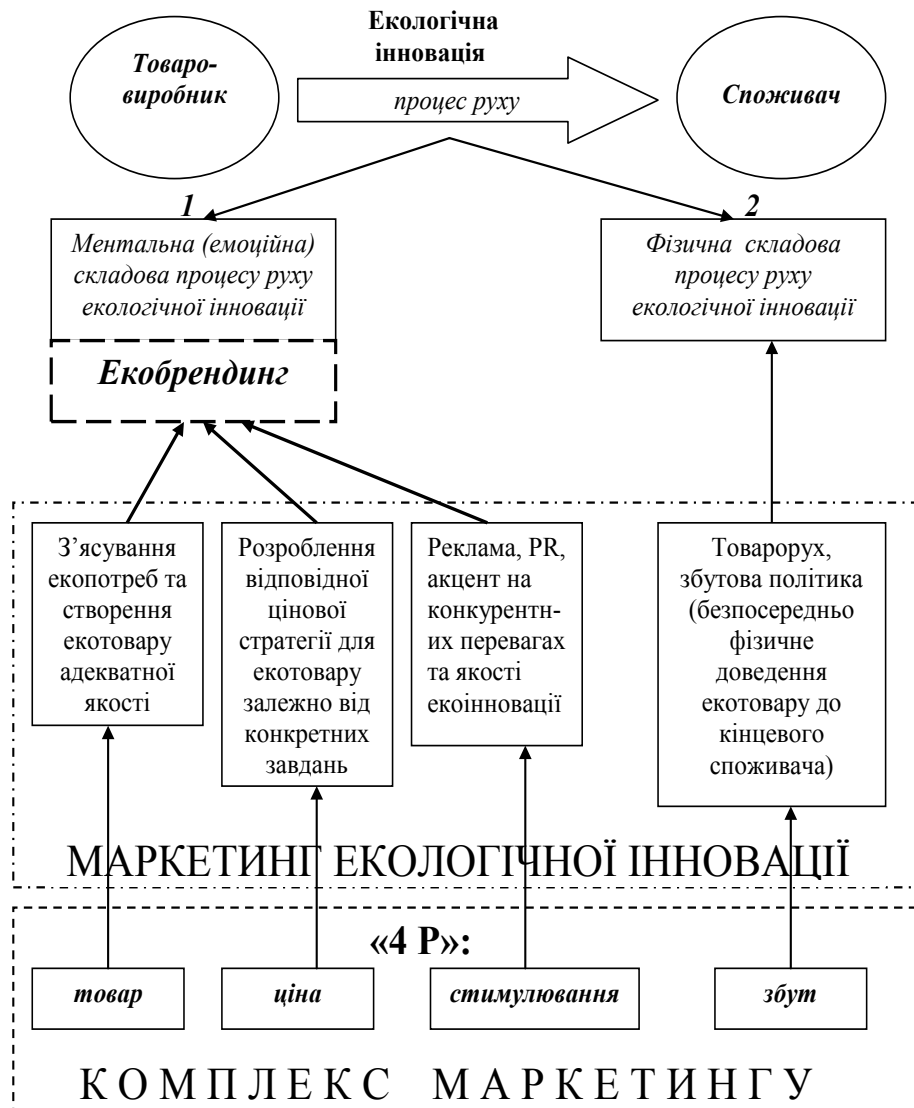 Екологічна
інновація
Товаро-
виробник
процес руху
Споживач
1
Ментальна (емоційна)
складова процесу руху
екологічної інновації
Екобрендинг
2
Фізична складова
процесу руху
екологічної інновації
З’ясування
екопотреб та
створення
екотовару
адекватної
якості
Розроблення
відповідної
цінової
стратегії для
екотовару
залежно від
конкретних
завдань
Реклама, PR,
акцент на
конкурентн-
их перевагах
та якості
екоінновації
Товарорух,
збутова політика
(безпосередньо
фізичне
доведення
екотовару до
кінцевого
споживача)
МАРКЕТИНГ ЕКОЛОГІЧНОЇ ІННОВАЦІЇ
«4 Р»:
товар
ціна
стимулювання
збут
К О М П Л Е К С М А Р К Е Т И Н Г У